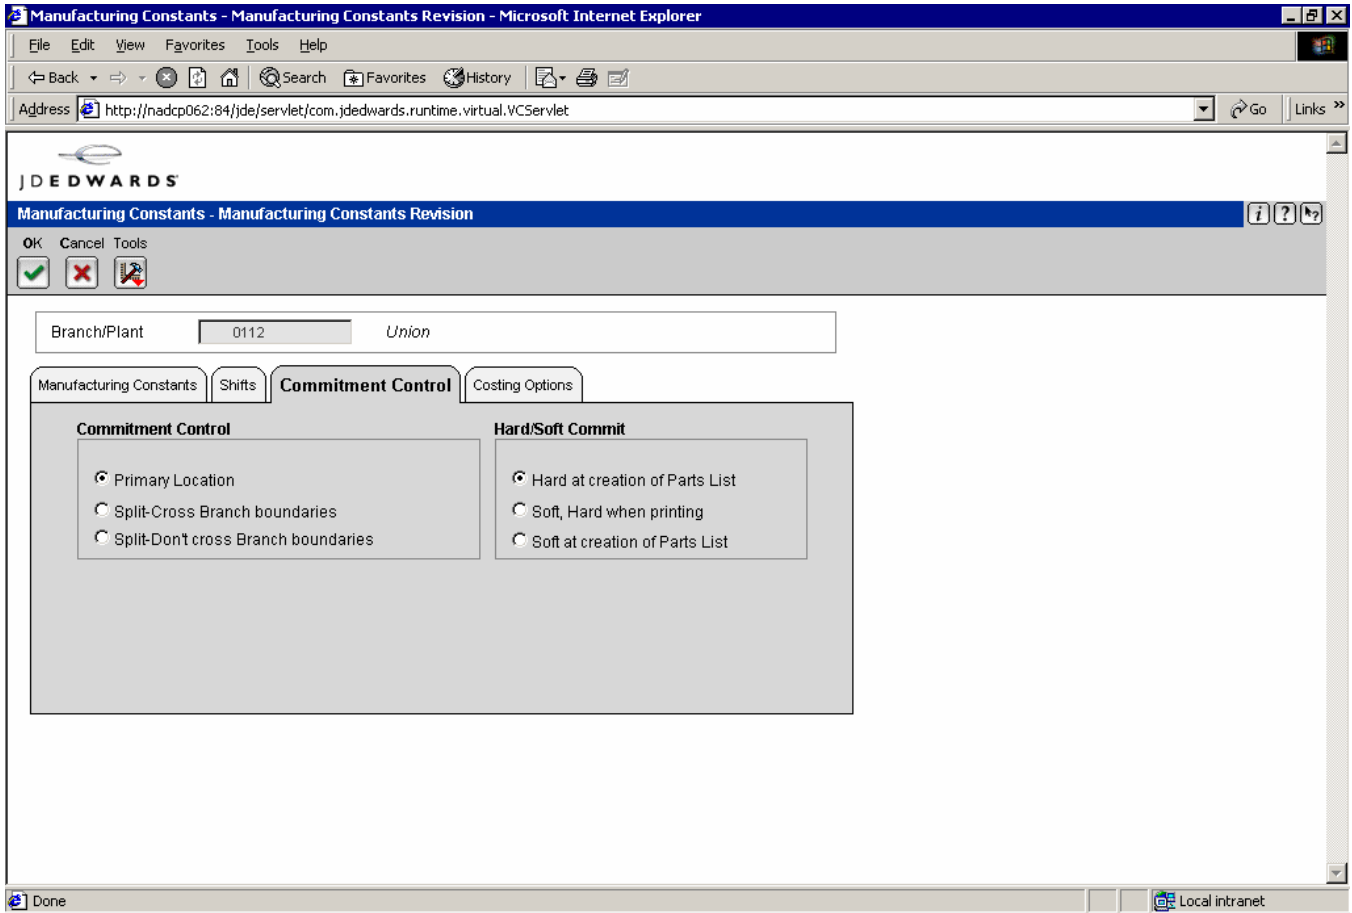 Manufacturing Constants - Manufacturing Constants Revision - Microsoft Internet Explorer
File Edit View Favorites Tools Help
Back Search Favorites History
Address http://nadcp062:84/jde/servlet/com.jdedwards.runtime.virtual.VCServlet Go Links »
JDEDWARDS
Manufacturing Constants - Manufacturing Constants Revision i ? ?
OK Cancel Tools
Branch/Plant 0112 Union
Manufacturing Constants Shifts Commitment Control Costing Options
Commitment Control Hard/Soft Commit
Primary Location Hard at creation of Parts List
Split-Cross Branch boundaries Soft, Hard when printing
Split-Don't cross Branch boundaries Soft at creation of Parts List
Done Local intranet